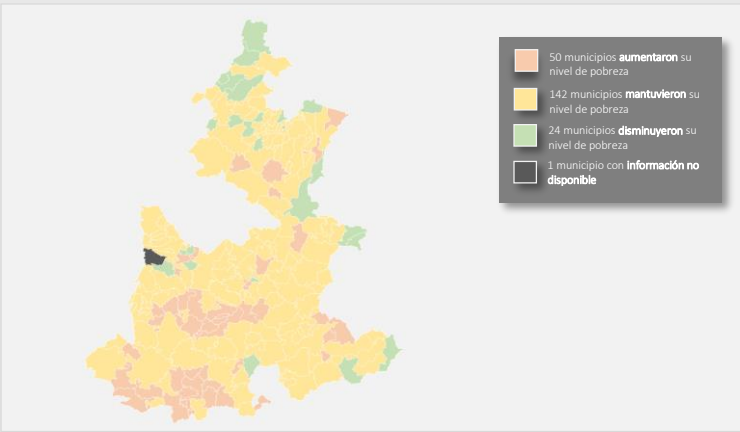 50 municipios aumentaron su
nivel de pobreza
142 municipios mantuvieron su
nivel de pobreza
24 municipios disminuyeron su
nivel de pobreza
1 municipio con información no
disponible